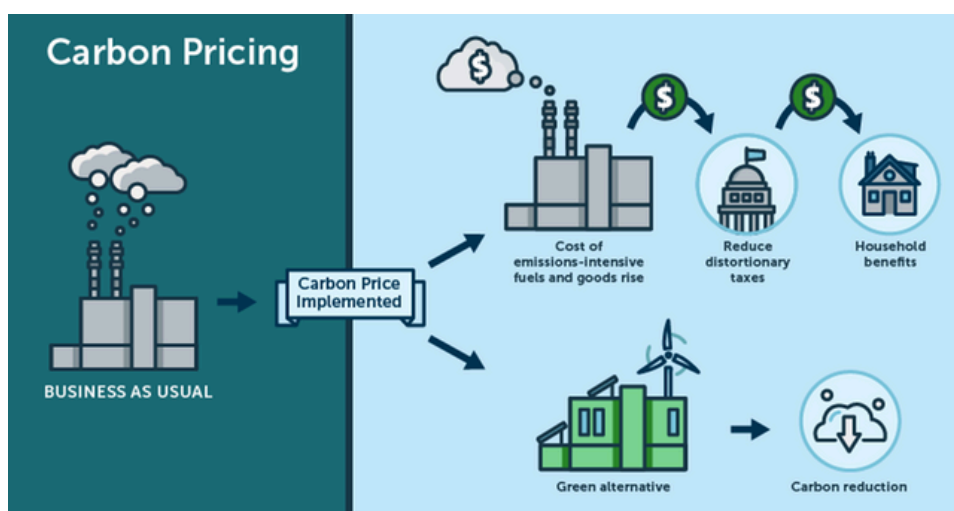 Carbon Pricing
BUSINESS AS USUAL
Carbon Price
Implemented
$
$
$
Cost of
emissions-intensive
fuels and goods rise
Reduce
distortionary
taxes
Household
benefits
Green alternative
Carbon reduction